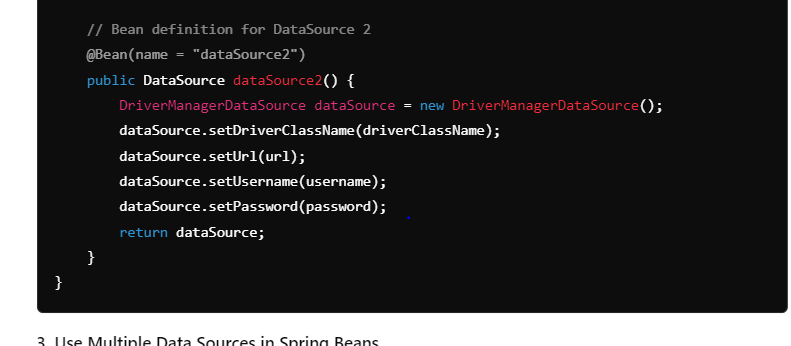 // Bean definition for DataSource 2
@Bean(name = "dataSource2")
public DataSource dataSource2() {
DriverManagerDataSource dataSource = new DriverManagerDataSource();
dataSource.setDriverClassName(driverClassName);
dataSource.setUrl(url);
dataSource.setUsername(username);
dataSource.setPassword(password);
return dataSource;
}
}
3. Use Multiple Data Sources in Spring Beans